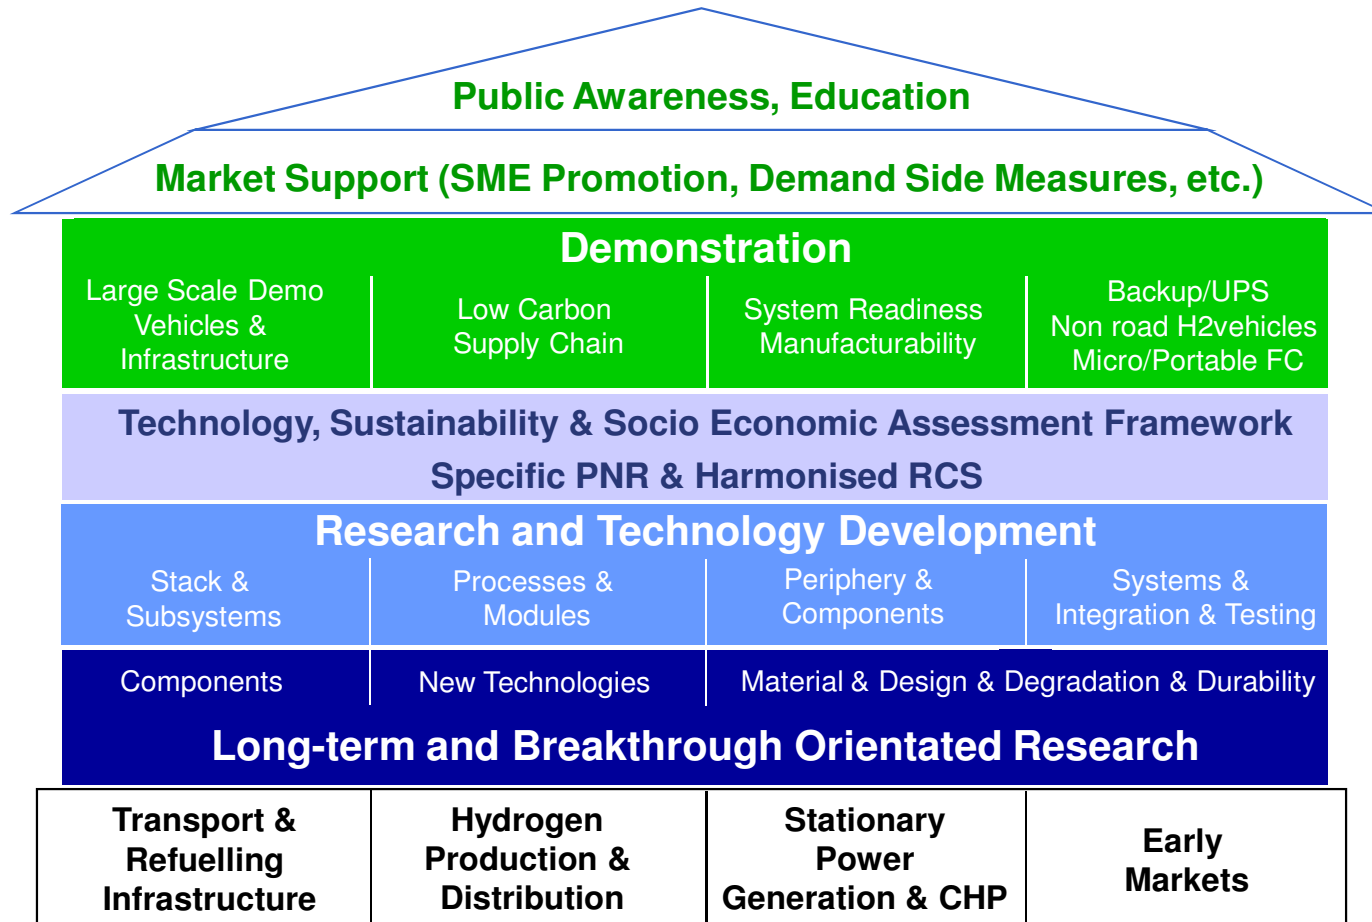 Public Awareness, Education
Market Support (SME Promotion, Demand Side Measures, etc.)
Demonstration
Large Scale Demo
Vehicles &
Infrastructure
Low Carbon
Supply Chain
System Readiness
Manufacturability
Backup/UPS
Non road H2vehicles
Micro/Portable FC
Technology, Sustainability & Socio Economic Assessment Framework
Specific PNR & Harmonised RCS
Research and Technology Development
Stack &
Subsystems
Processes &
Modules
Periphery &
Components
Systems &
Integration & Testing
Components
New Technologies
Material & Design & Degradation & Durability
Long-term and Breakthrough Orientated Research
Transport &
Refuelling
Infrastructure
Hydrogen
Production &
Distribution
Stationary
Power
Generation & CHP
Early
Markets